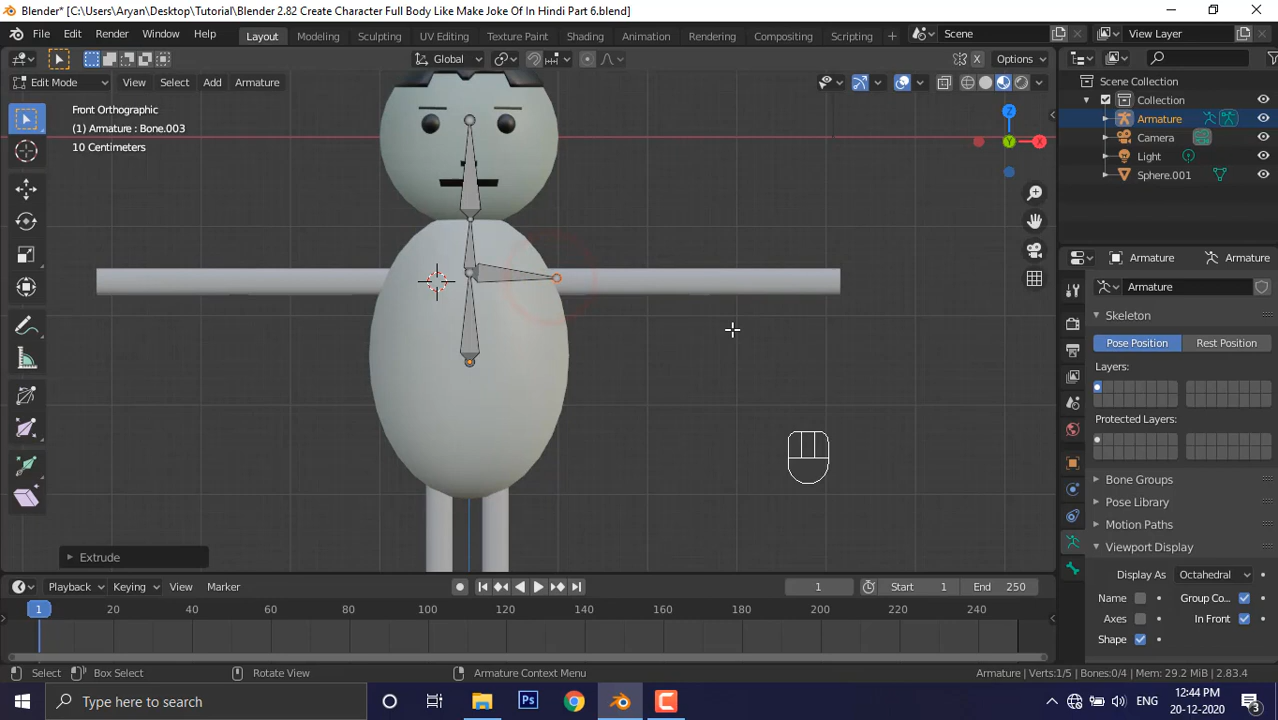 Blender* [C:\Users\Aryan\Desktop\Tutorial\Blender 2.82 Create Character Full Body Like Make Joke Of In Hindi Part 6.blend]
File Edit Render Window Help Layout Modeling Sculpting UV Editing Texture Paint Shading Animation Rendering Compositing Scripting + Scene View Layer
Global X Options
Edit Mode View Select Add Armature
Front Orthographic
(1) Armature : Bone.003
10 Centimeters
Z
Y
X
Scene Collection
Collection
Armature
Camera
Light
Sphere.001
Armature Armature
Armature
Skeleton
Pose Position Rest Position
Layers:
Protected Layers:
Bone Groups
Pose Library
Motion Paths
Viewport Display
Display As Octahedral
Name Group Co...
Axes In Front
Shape
Extrude
Playback Keying View Marker 1 Start 1 End 250
1 20 40 60 80 100 120 140 160 180 200 220 240
Select Box Select Rotate View Armature Context Menu Armature | Verts:1/5 | Bones:0/4 | Mem: 29.2 MiB | 2.83.4
Type here to search Ps ENG 12:44 PM
20-12-2020 3